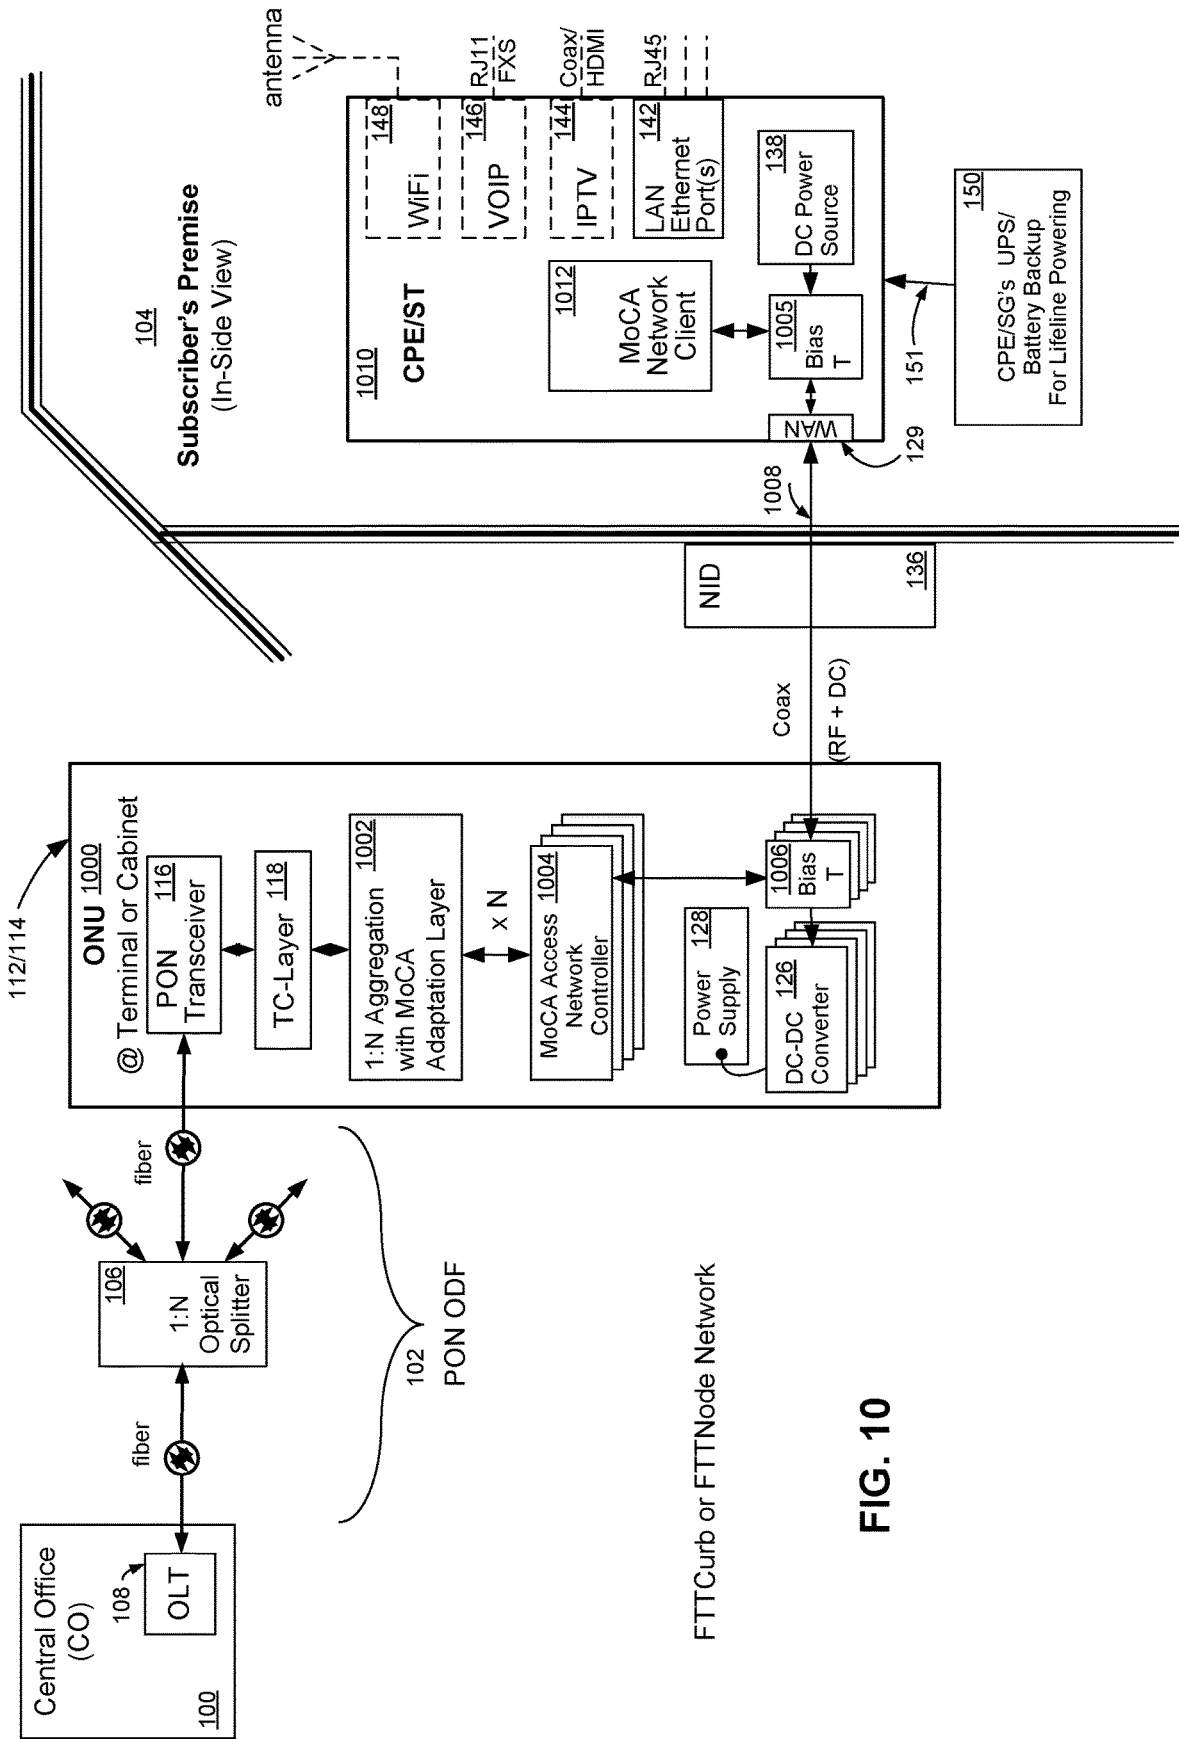 Central Office
(CO)
100
108
OLT
fiber
106
1:N
Optical
Splitter
fiber
102
PON ODF
112/114
ONU 1000
@ Terminal or Cabinet
PON 116
Transceiver
TC-Layer 118
1002
1:N Aggregation
with MoCA
Adaptation Layer
x N
MoCA Access 1004
Network
Controller
Power 128
Supply
1006
Bias
T
DC-DC 126
Converter
Coax
(RF + DC)
NID
136
1008
104
Subscriber's Premise
(In-Side View)
1010
CPE/ST
WAN
129
1012
MoCA
Network
Client
1005
Bias
T
138
DC Power
Source
148
WiFi
146
VOIP
144
IPTV
142
LAN
Ethernet
Port(s)
antenna
RJ11
FXS
Coax/
HDMI
RJ45
151
150
CPE/SG's UPS/
Battery Backup
For Lifeline Powering
FTTCurb or FTTNode Network
FIG. 10